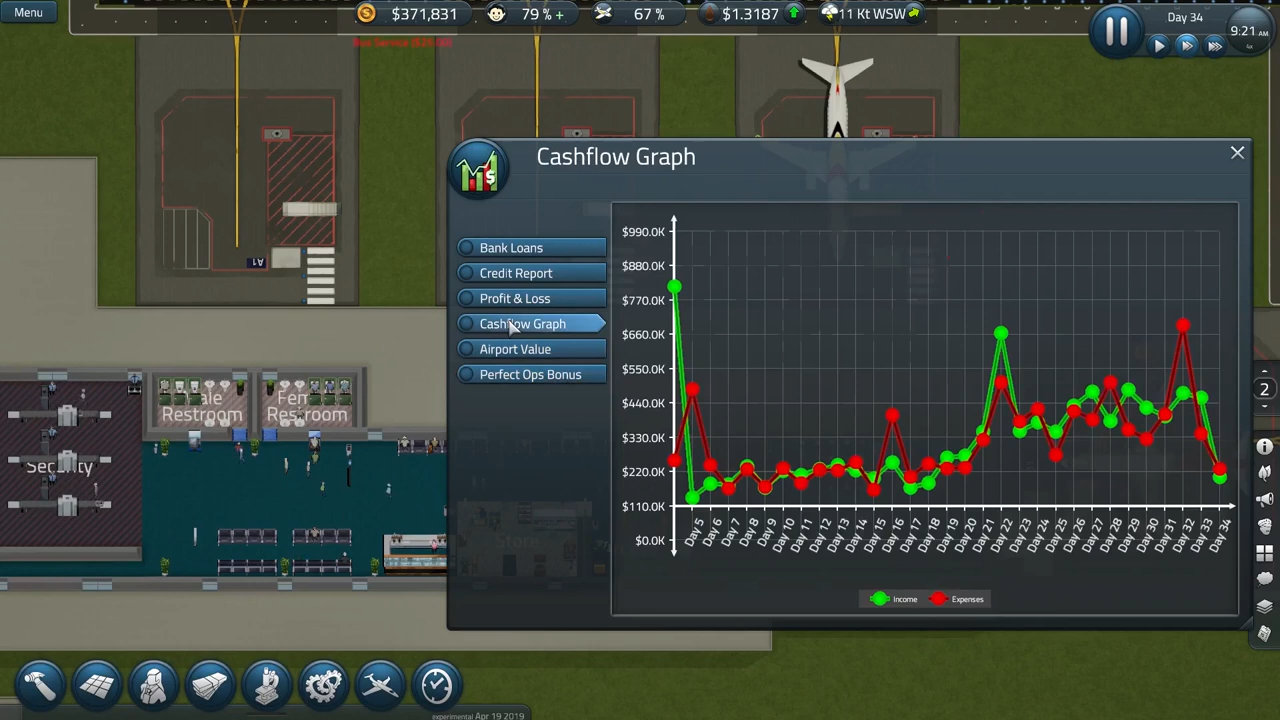 Menu
$371,831
79 % +
67 %
$1.3187
11 Kt WSW
Day 34
9:21 AM
4x
Bus Service ($25.00)
A1
Cashflow Graph
Bank Loans
Credit Report
Profit & Loss
Cashflow Graph
Airport Value
Perfect Ops Bonus
$990.0K
$880.0K
$770.0K
$660.0K
$550.0K
$440.0K
$330.0K
$220.0K
$110.0K
$0.0K
Day 5
Day 6
Day 7
Day 8
Day 9
Day 10
Day 11
Day 12
Day 13
Day 14
Day 15
Day 16
Day 17
Day 18
Day 19
Day 20
Day 21
Day 22
Day 23
Day 24
Day 25
Day 26
Day 27
Day 28
Day 29
Day 30
Day 31
Day 32
Day 33
Day 34
Income
Expenses
2
Restroom
Restroom
Security
Store
experimental Apr 19 2019